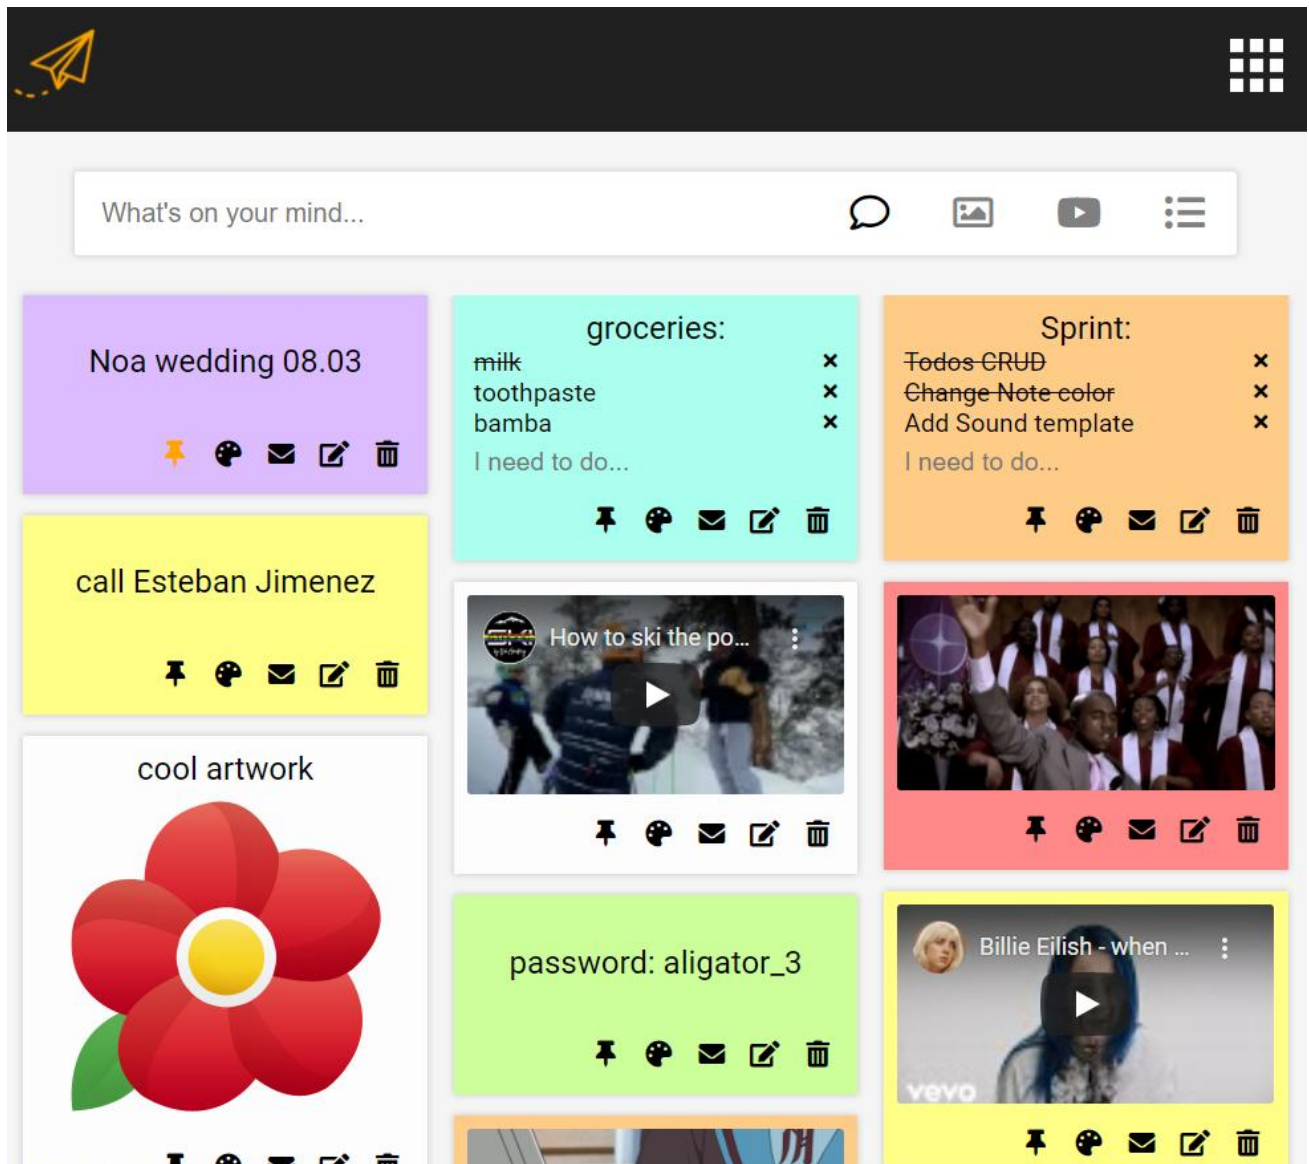 What's on your mind...
Noa wedding 08.03
call Esteban Jimenez
cool artwork
groceries:
milk
toothpaste
bamba
I need to do...
How to ski the po...
password: aligator_3
Sprint:
Todos CRUD
Change Note color
Add Sound template
I need to do...
Billie Eilish - when ...
vevo